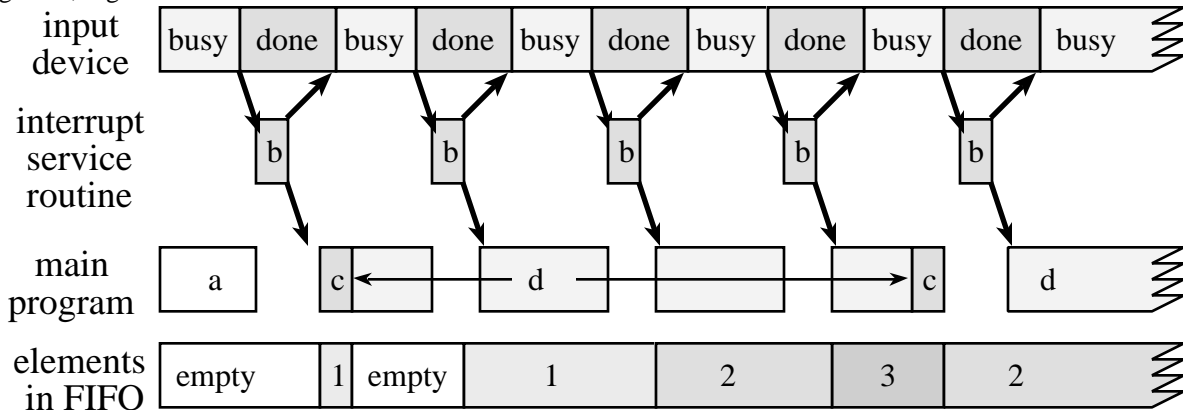 input
device
busy done busy done busy done busy done busy done busy
interrupt
service
routine
b b b b b
main
program
a c d c d
elements
in FIFO
empty 1 empty 1 2 3 2